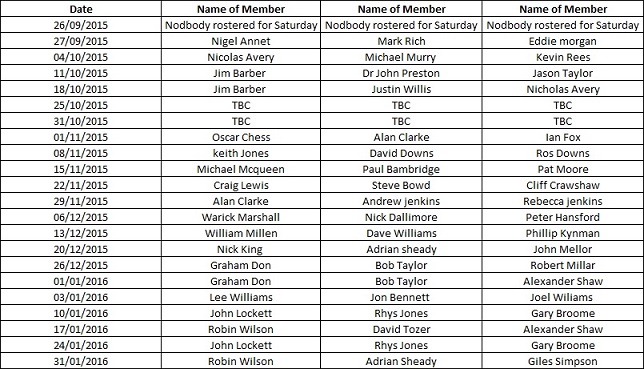 Date Name of Member Name of Member Name of Member
26/09/2015 Nodbody rostered for Saturday Nodbody rostered for Saturday Nodbody rostered for Saturday
27/09/2015 Nigel Annet Mark Rich Eddie morgan
04/10/2015 Nicolas Avery Michael Murry Kevin Rees
11/10/2015 Jim Barber Dr John Preston Jason Taylor
18/10/2015 Jim Barber Justin Willis Nicholas Avery
25/10/2015 TBC TBC TBC
31/10/2015 TBC TBC TBC
01/11/2015 Oscar Chess Alan Clarke Ian Fox
08/11/2015 keith Jones David Downs Ros Downs
15/11/2015 Michael Mcqueen Paul Bambridge Pat Moore
22/11/2015 Craig Lewis Steve Bowd Cliff Crawshaw
29/11/2015 Alan Clarke Andrew jenkins Rebecca jenkins
06/12/2015 Warick Marshall Nick Dallimore Peter Hansford
13/12/2015 William Millen Dave Williams Phillip Kynman
20/12/2015 Nick King Adrian sheady John Mellor
26/12/2015 Graham Don Bob Taylor Robert Millar
01/01/2016 Graham Don Bob Taylor Alexander Shaw
03/01/2016 Lee Williams Jon Bennett Joel Wiliams
10/01/2016 John Lockett Rhys Jones Gary Broome
17/01/2016 Robin Wilson David Tozer Alexander Shaw
24/01/2016 John Lockett Rhys Jones Gary Broome
31/01/2016 Robin Wilson Adrian Sheady Giles Simpson